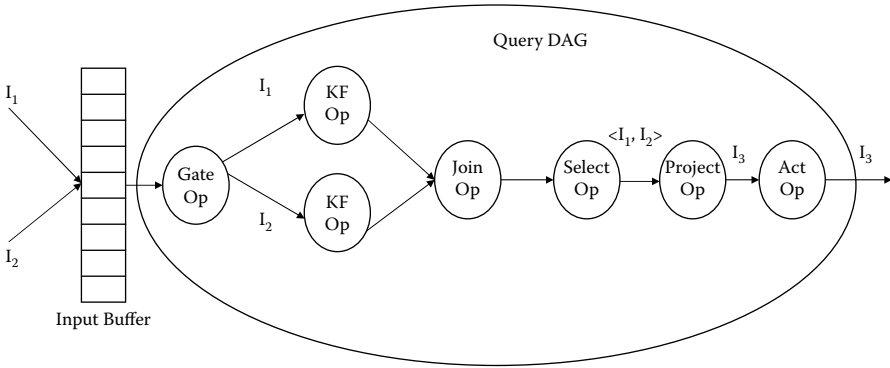 Query DAG
I1
I2
Input Buffer
Gate
Op
I1
KF
Op
I2
KF
Op
Join
Op
Select
Op
<I1, I2>
Project
Op
I3
Act
Op
I3